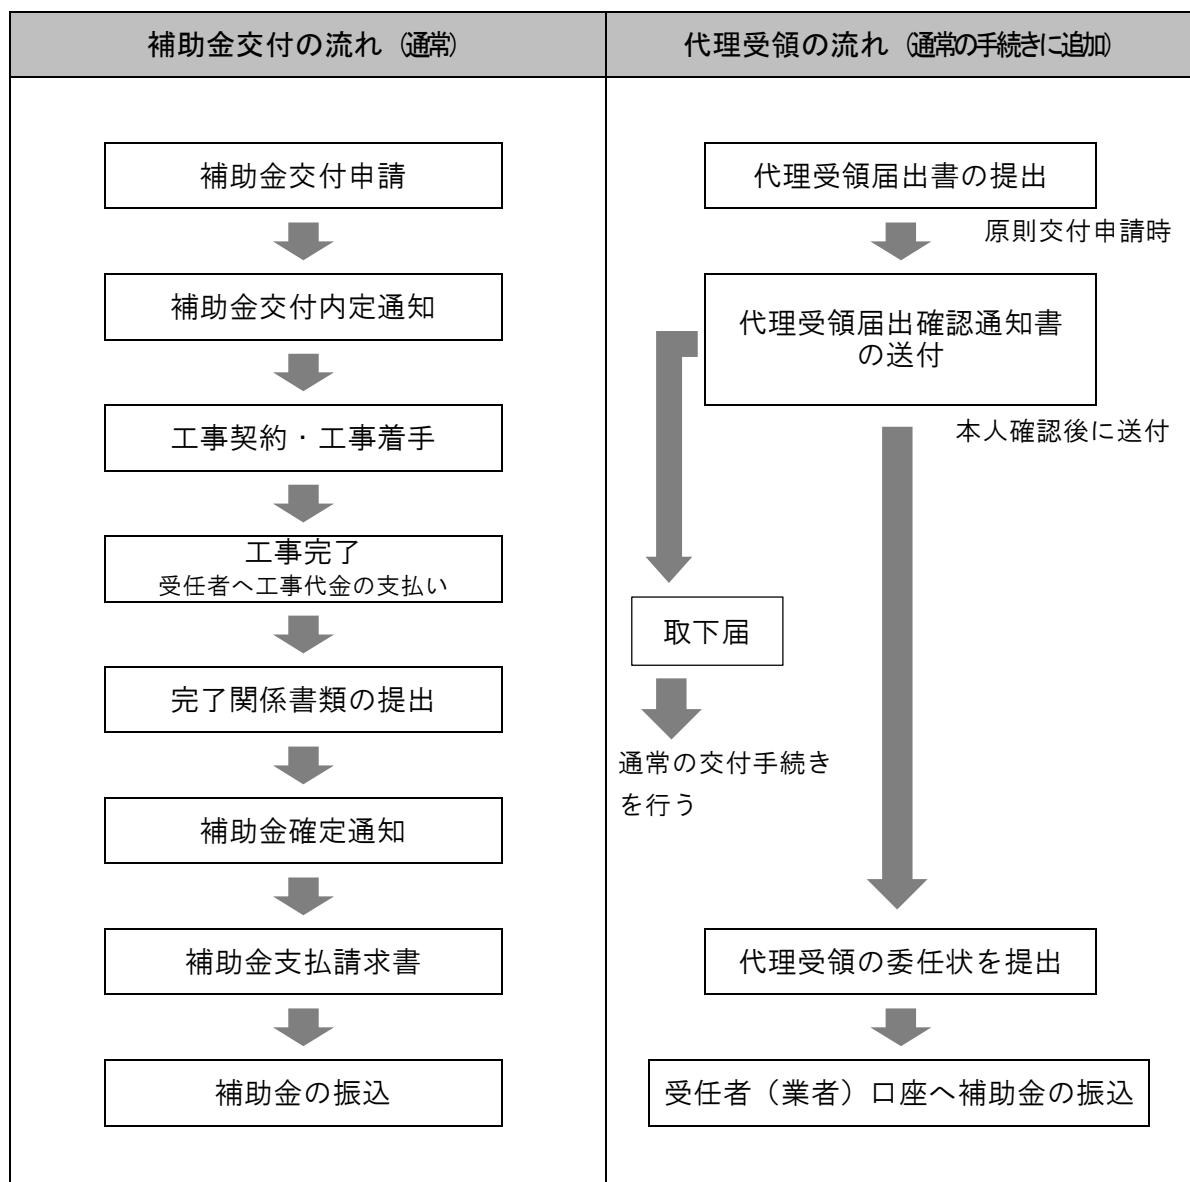 補助金交付の流れ（通常）
補助金交付申請
補助金交付内定通知
工事契約・工事着手
工事完了
受任者へ工事代金の支払い
完了関係書類の提出
補助金確定通知
補助金支払請求書
補助金の振込
代理受領の流れ（通常の手続きに追加）
代理受領届出書の提出
原則交付申請時
代理受領届出確認通知書
の送付
本人確認後に送付
取下届
通常の交付手続き
を行う
代理受領の委任状を提出
受任者（業者）口座へ補助金の振込